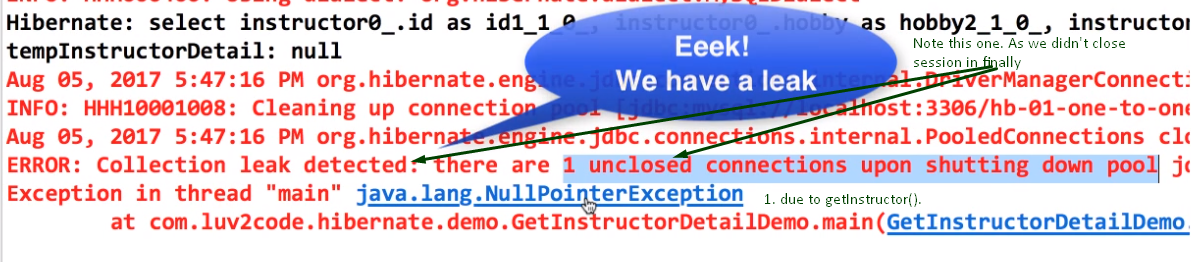 Hibernate: select instructor0_.id as id1_1_0_, instructor0_.hobby as hobby2_1_0_, instructor
tempInstructorDetail: null
Eeek!
We have a leak
Note this one. As we didn't close
session in finally
Aug 05, 2017 5:47:16 PM org.hibernate.engine.jdbc.connections.internal.DriverManagerConnecti
INFO: HHH10001008: Cleaning up connection pool [jdbc:mysql://localhost:3306/hb-01-one-to-one
Aug 05, 2017 5:47:16 PM org.hibernate.engine.jdbc.connections.internal.PooledConnections clo
ERROR: Collection leak detected: there are 1 unclosed connections upon shutting down pool jo
Exception in thread "main" java.lang.NullPointerException
1. due to getInstructor().
at com.luv2code.hibernate.demo.GetInstructorDetailDemo.main(GetInstructorDetailDemo.